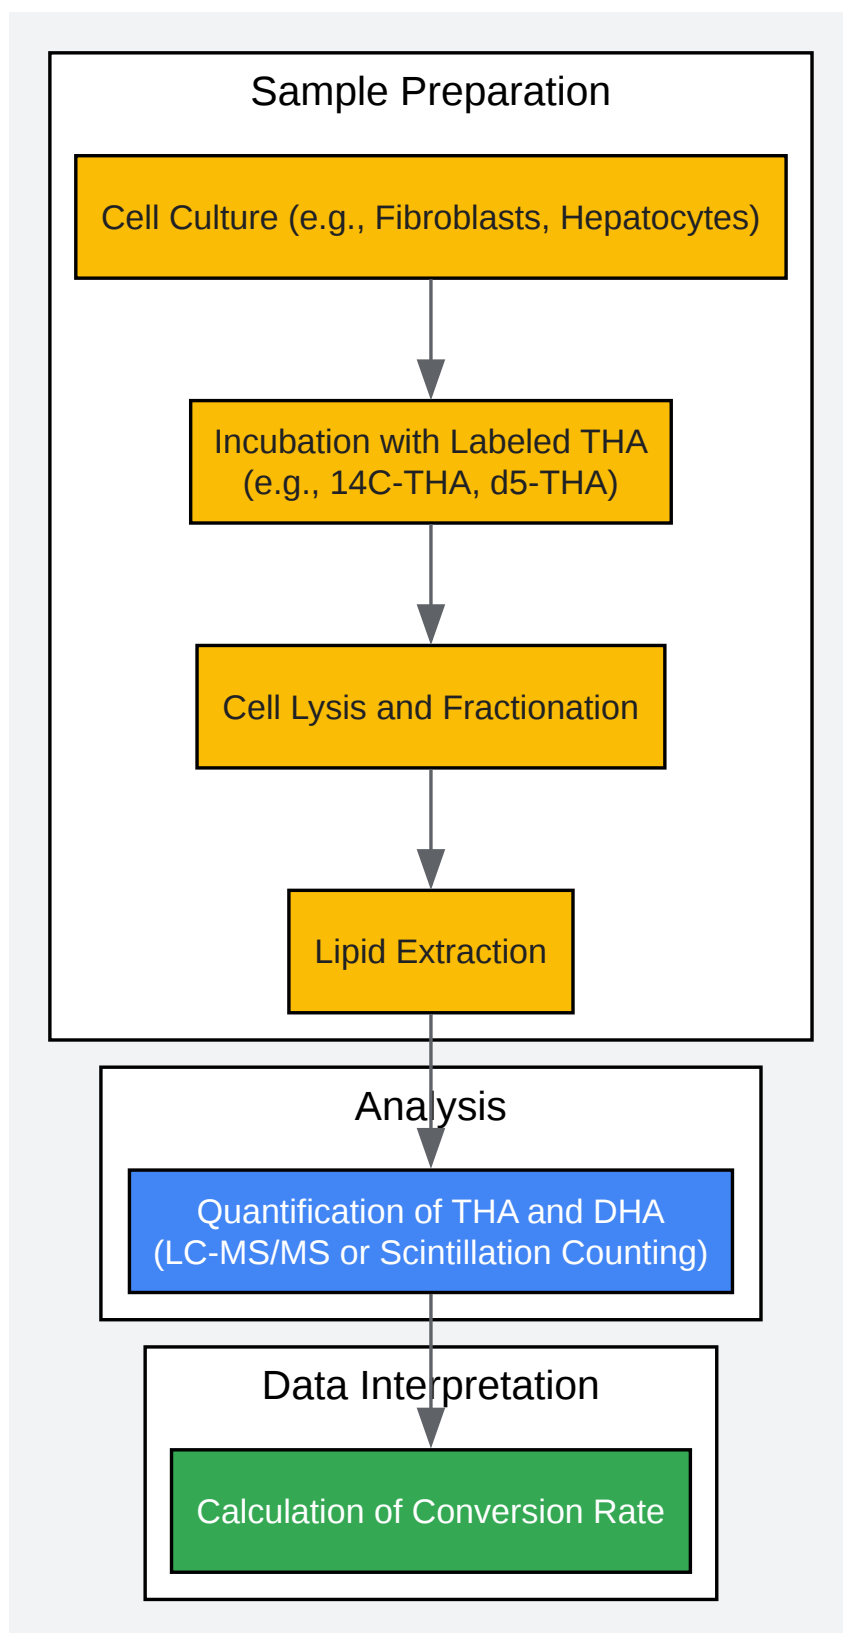 Sample Preparation
Cell Culture (e.g., Fibroblasts, Hepatocytes)
Incubation with Labeled THA
(e.g., 14C-THA, d5-THA)
Cell Lysis and Fractionation
Lipid Extraction
Analysis
Quantification of THA and DHA
(LC-MS/MS or Scintillation Counting)
Data Interpretation
Calculation of Conversion Rate